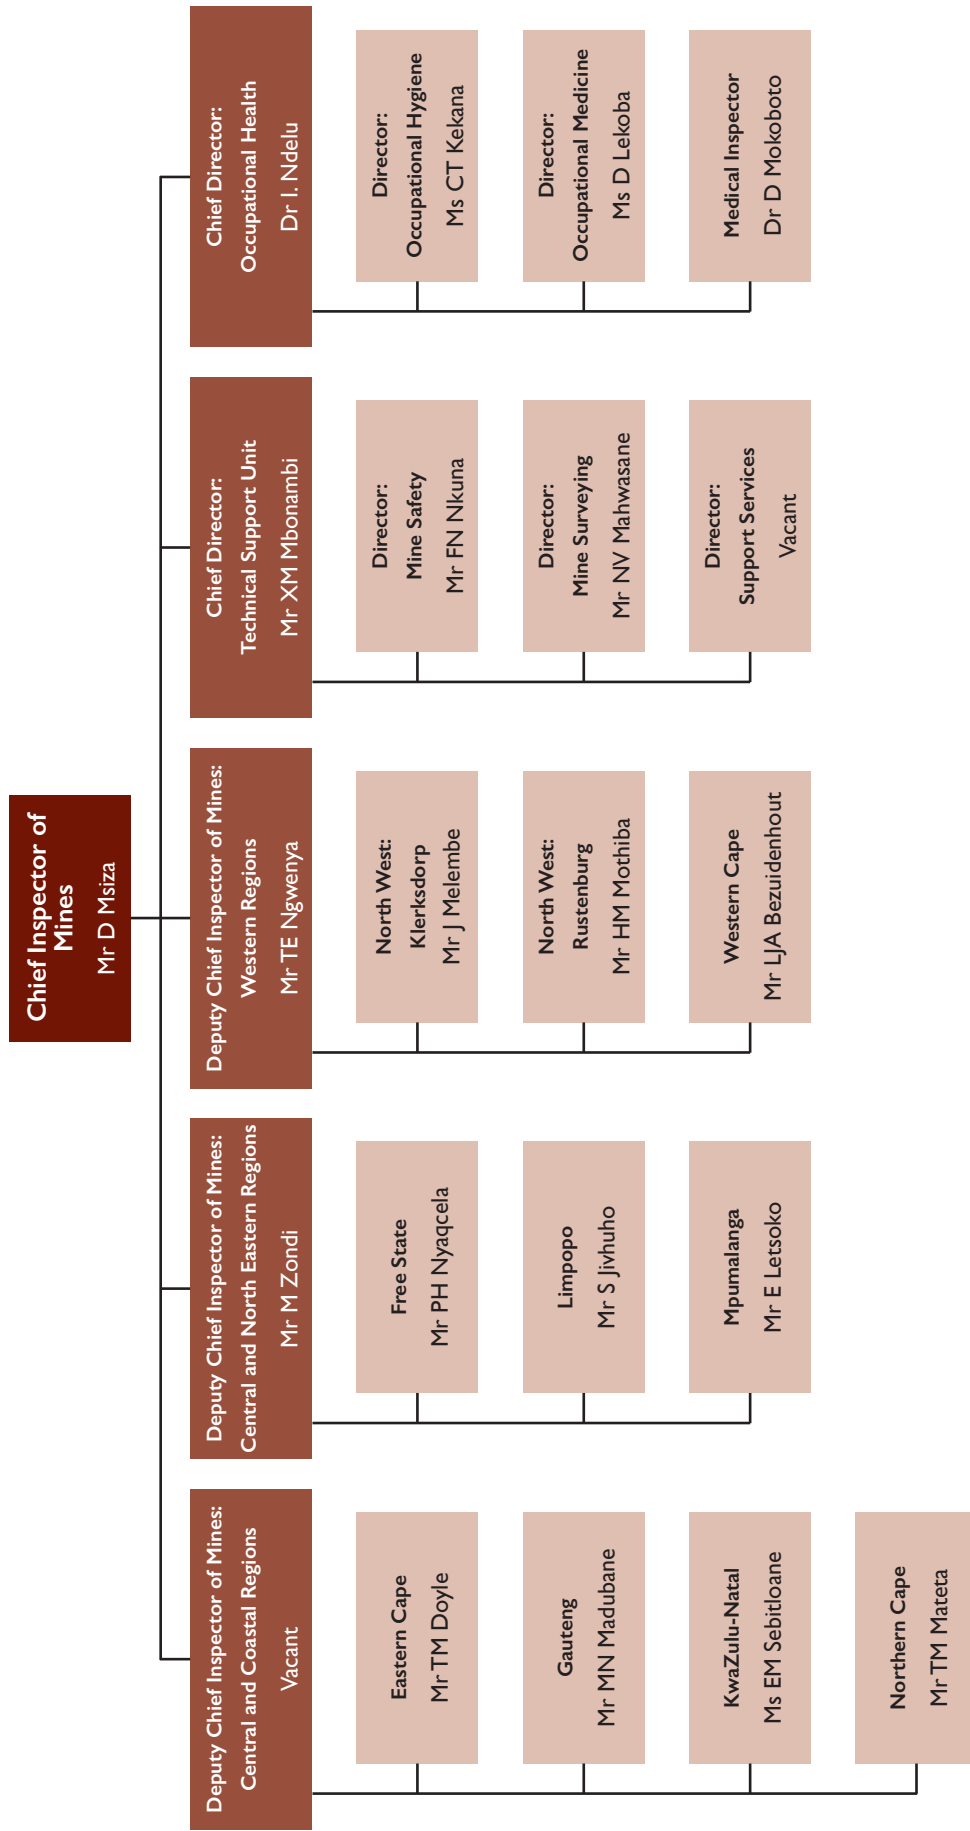 Chief Inspector of
Mines
Mr D Msiza
Deputy Chief Inspector of Mines:
Central and Coastal Regions
Vacant
Eastern Cape
Mr TM Doyle
Gauteng
Mr MN Madubane
KwaZulu-Natal
Ms EM Sebitloane
Northern Cape
Mr TM Mateta
Deputy Chief Inspector of Mines:
Central and North Eastern Regions
Mr M Zondi
Free State
Mr PH Nyaqcela
Limpopo
Mr S Jivhuho
Mpumalanga
Mr E Letsoko
Deputy Chief Inspector of Mines:
Western Regions
Mr TE Ngwenya
North West:
Klerksdorp
Mr J Melembe
North West:
Rustenburg
Mr HM Mothiba
Western Cape
Mr LJA Bezuidenhout
Chief Director:
Technical Support Unit
Mr XM Mbonambi
Director:
Mine Safety
Mr FN Nkuna
Director:
Mine Surveying
Mr NV Mahwasane
Director:
Support Services
Vacant
Chief Director:
Occupational Health
Dr I. Ndelu
Director:
Occupational Hygiene
Ms CT Kekana
Director:
Occupational Medicine
Ms D Lekoba
Medical Inspector
Dr D Mokoboto